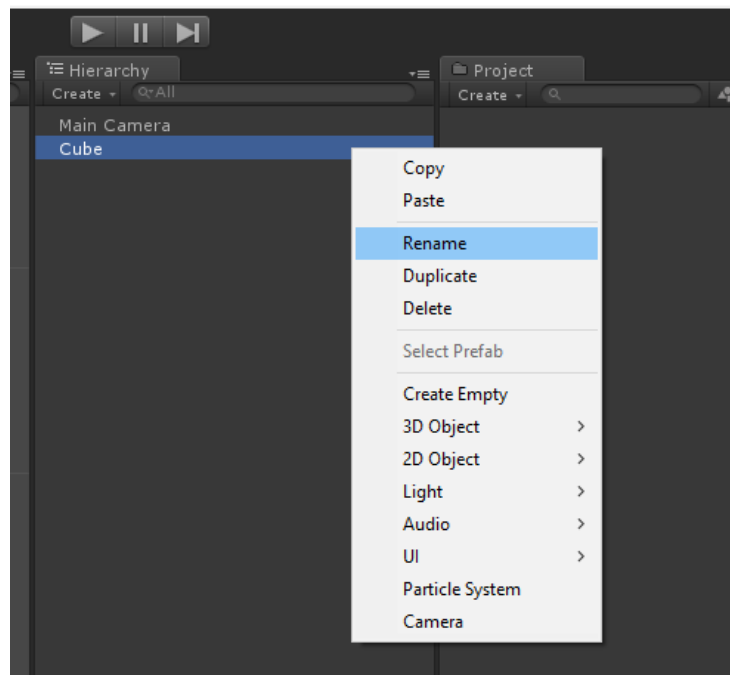 Hierarchy
Create
All
Main Camera
Cube
Project
Create
Copy
Paste
Rename
Duplicate
Delete
Select Prefab
Create Empty
3D Object
2D Object
Light
Audio
UI
Particle System
Camera